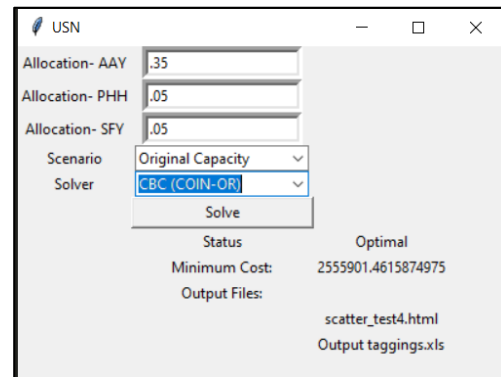 USN
Allocation- AAY .35
Allocation- PHH .05
Allocation- SFY .05
Scenario Original Capacity
Solver CBC (COIN-OR)
Solve
Status Optimal
Minimum Cost: 2555901.4615874975
Output Files:
scatter_test4.html
Output taggings.xls